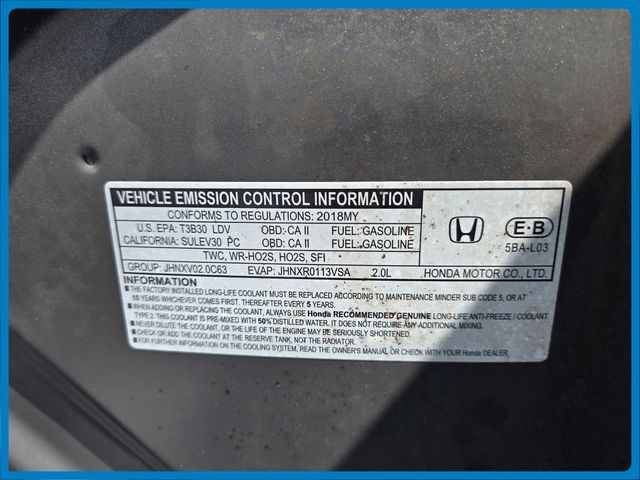 VEHICLE EMISSION CONTROL INFORMATION
CONFORMS TO REGULATIONS: 2018MY
U.S. EPA: T3B30 LDV OBD: CA II FUEL: GASOLINE
CALIFORNIA: SULEV30 PC OBD: CA II FUEL: GASOLINE
TWC, WR-HO2S, HO2S, SFI
GROUP: JHNXV02.0C63 EVAP: JHNXR0113VSA 2.0L
E·B
5BA-L03
HONDA MOTOR CO., LTD.
INFORMATION
■THE FACTORY INSTALLED LONG-LIFE COOLANT MUST BE CHANGED ACCORDING TO MAINTENANCE MINDER SUB CODE 5, OR AT
10 YEARS WHICHEVER COMES FIRST. THEREAFTER EVERY 5 YEARS.
■WHEN ADDING OR REPLACING THE COOLANT, ALWAYS USE Honda RECOMMENDED GENUINE LONG-LIFE ANTI-FREEZE / COOLANT
TYPE 2. THIS COOLANT IS PRE-MIXED WITH 50% DISTILLED WATER. IT DOES NOT REQUIRE ANY ADDITIONAL MIXING.
■NEVER DILUTE THE COOLANT, OR THE LIFE OF THE ENGINE MAY BE SERIOUSLY SHORTENED.
■CHECK OR ADD THE COOLANT AT THE RESERVE TANK, NOT THE RADIATOR.
■FOR FURTHER INFORMATION ON THE COOLING SYSTEM, READ THE OWNER'S MANUAL OR CHECK WITH YOUR Honda DEALER.